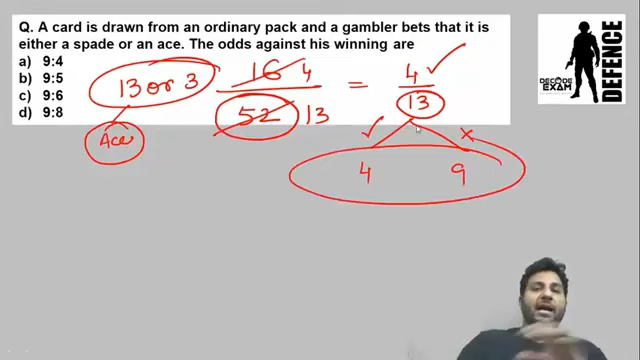 Q. A card is drawn from an ordinary pack and a gambler bets that it is
either a spade or an ace. The odds against his winning are
a) 9:4
b) 9:5
c) 9:6
d) 9:8
13 or 3
Ace
16 4
52 13
= 4
13
4 9
DECODE EXAM
DEFENCE